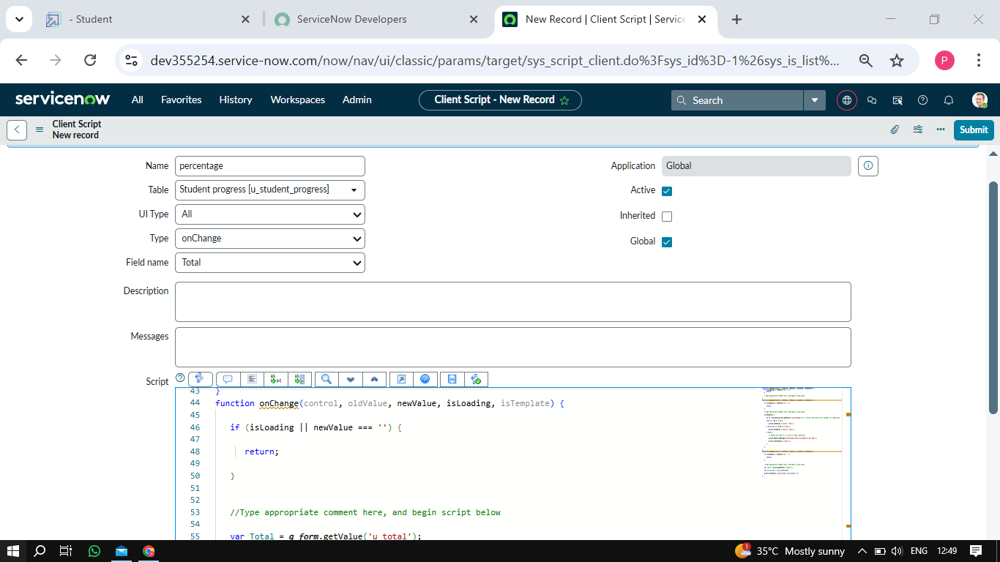 - Student
ServiceNow Developers
New Record | Client Script | Service
dev355254.service-now.com/now/nav/ui/classic/params/target/sys_script_client.do%3Fsys_id%3D-1%26sys_is_list%...
P
servicenow
All
Favorites
History
Workspaces
Admin
Client Script - New Record
Search
Client Script
New record
Submit
Name
percentage
Application
Global
Table
Student progress [u_student_progress]
Active
UI Type
All
Inherited
Type
onChange
Global
Field name
Total
Description
Messages
Script
43 }
44 function onChange(control, oldValue, newValue, isLoading, isTemplate) {
45
46 if (isLoading || newValue === '') {
47
48 return;
49
50 }
51
52
53 //Type appropriate comment here, and begin script below
54
55 var Total = g_form.getValue('u_total');
1
35°C Mostly sunny
ENG
12:49